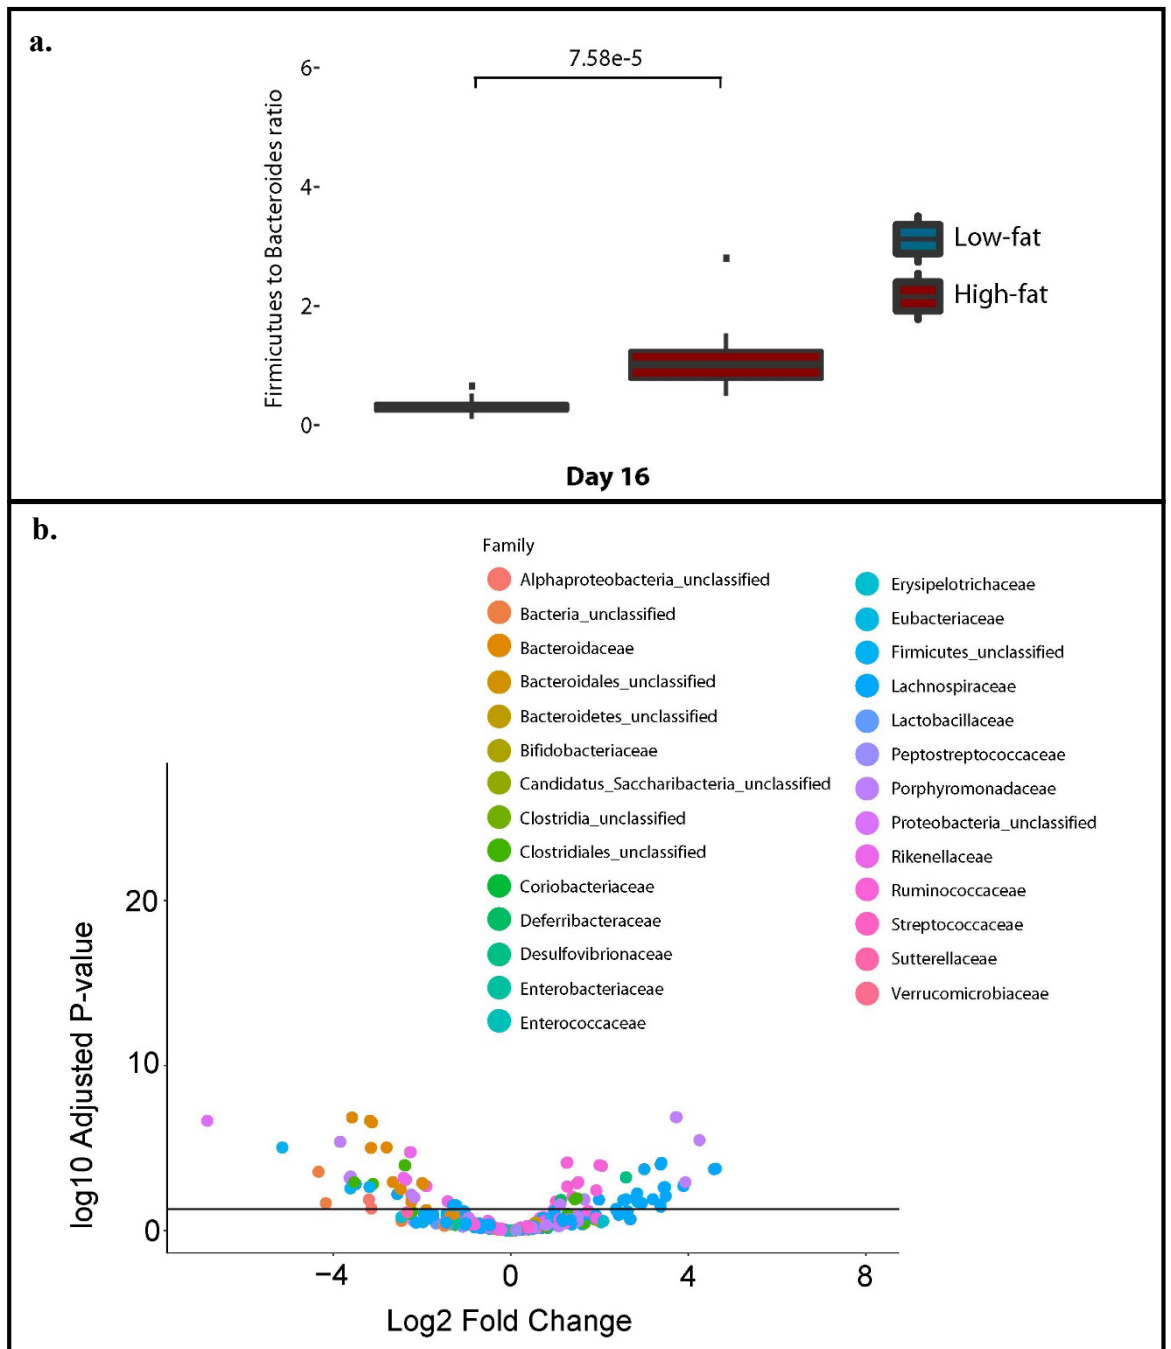 a.
7.58e-5
6-
4-
2-
0-
Firmicutues to Bacteroides ratio
Low-fat
High-fat
Day 16
b.
Family
Alphaproteobacteria_unclassified
Bacteria_unclassified
Bacteroidaceae
Bacteroidales_unclassified
Bacteroidetes_unclassified
Bifidobacteriaceae
Candidatus_Saccharibacteria_unclassified
Clostridia_unclassified
Clostridiales_unclassified
Coriobacteriaceae
Deferribacteraceae
Desulfovibrionaceae
Enterobacteriaceae
Enterococcaceae
Erysipelotrichaceae
Eubacteriaceae
Firmicutes_unclassified
Lachnospiraceae
Lactobacillaceae
Peptostreptococcaceae
Porphyromonadaceae
Proteobacteria_unclassified
Rikenellaceae
Ruminococcaceae
Streptococcaceae
Sutterellaceae
Verrucomicrobiaceae
20
10
0
log10 Adjusted P-value
−4
0
4
8
Log2 Fold Change